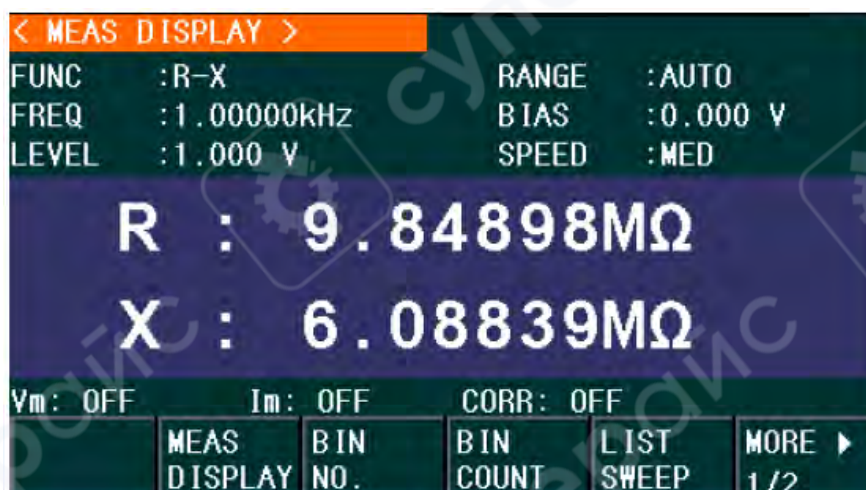 < MEAS DISPLAY >
FUNC :R-X RANGE :AUTO
FREQ :1.00000kHz BIAS :0.000 V
LEVEL :1.000 V SPEED :MED
R : 9.84898MΩ
X : 6.08839MΩ
Vm: OFF Im: OFF CORR: OFF
MEAS DISPLAY
BIN NO.
BIN COUNT
LIST SWEEP
MORE ▶ 1/2